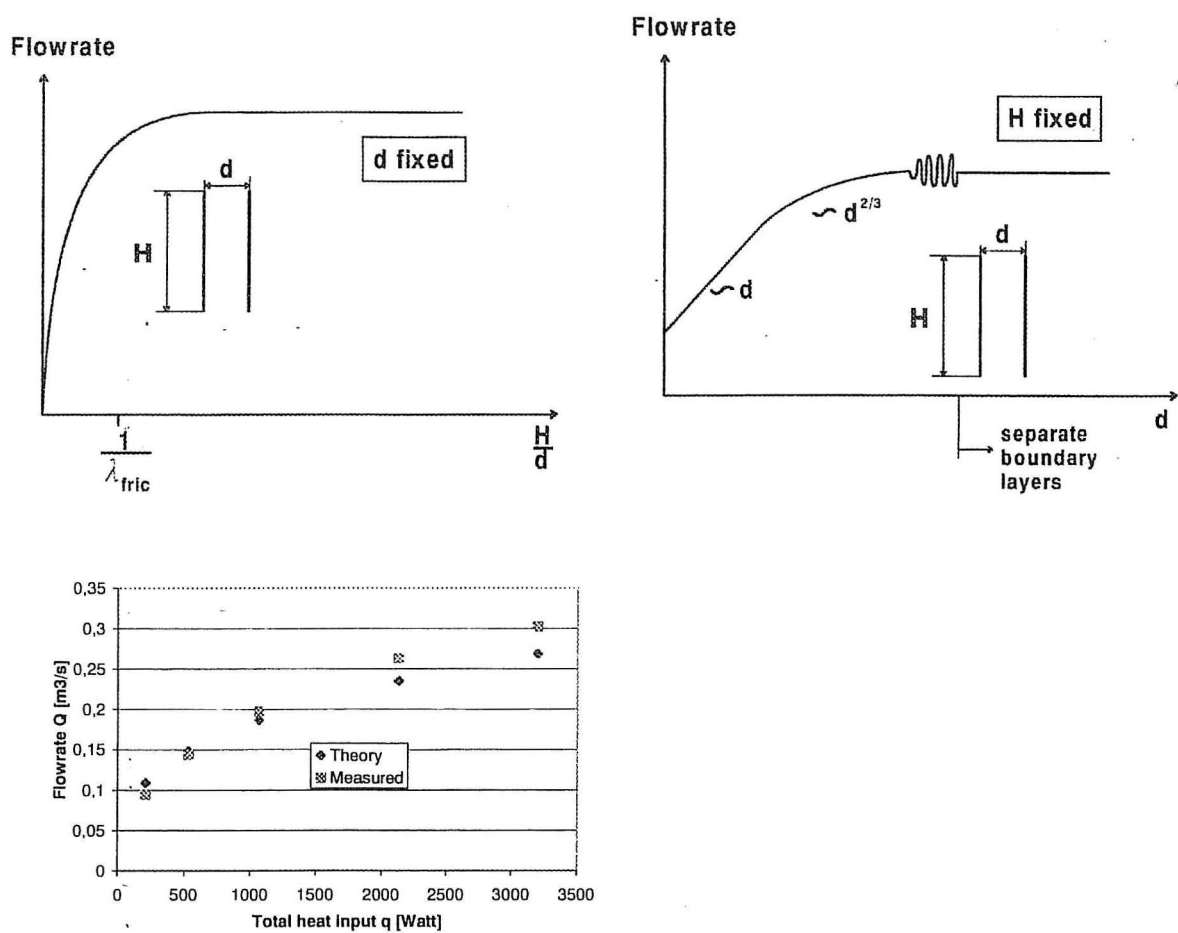 Flowrate
d fixed
d
H
1
λfric
H
d
Flowrate
H fixed
~ d^2/3
~ d
d
H
d
separate
boundary
layers
0,35
0,3
0,25
0,2
0,15
0,1
0,05
0
Flowrate Q [m3/s]
Theory
Measured
0 500 1000 1500 2000 2500 3000 3500
Total heat input q [Watt]